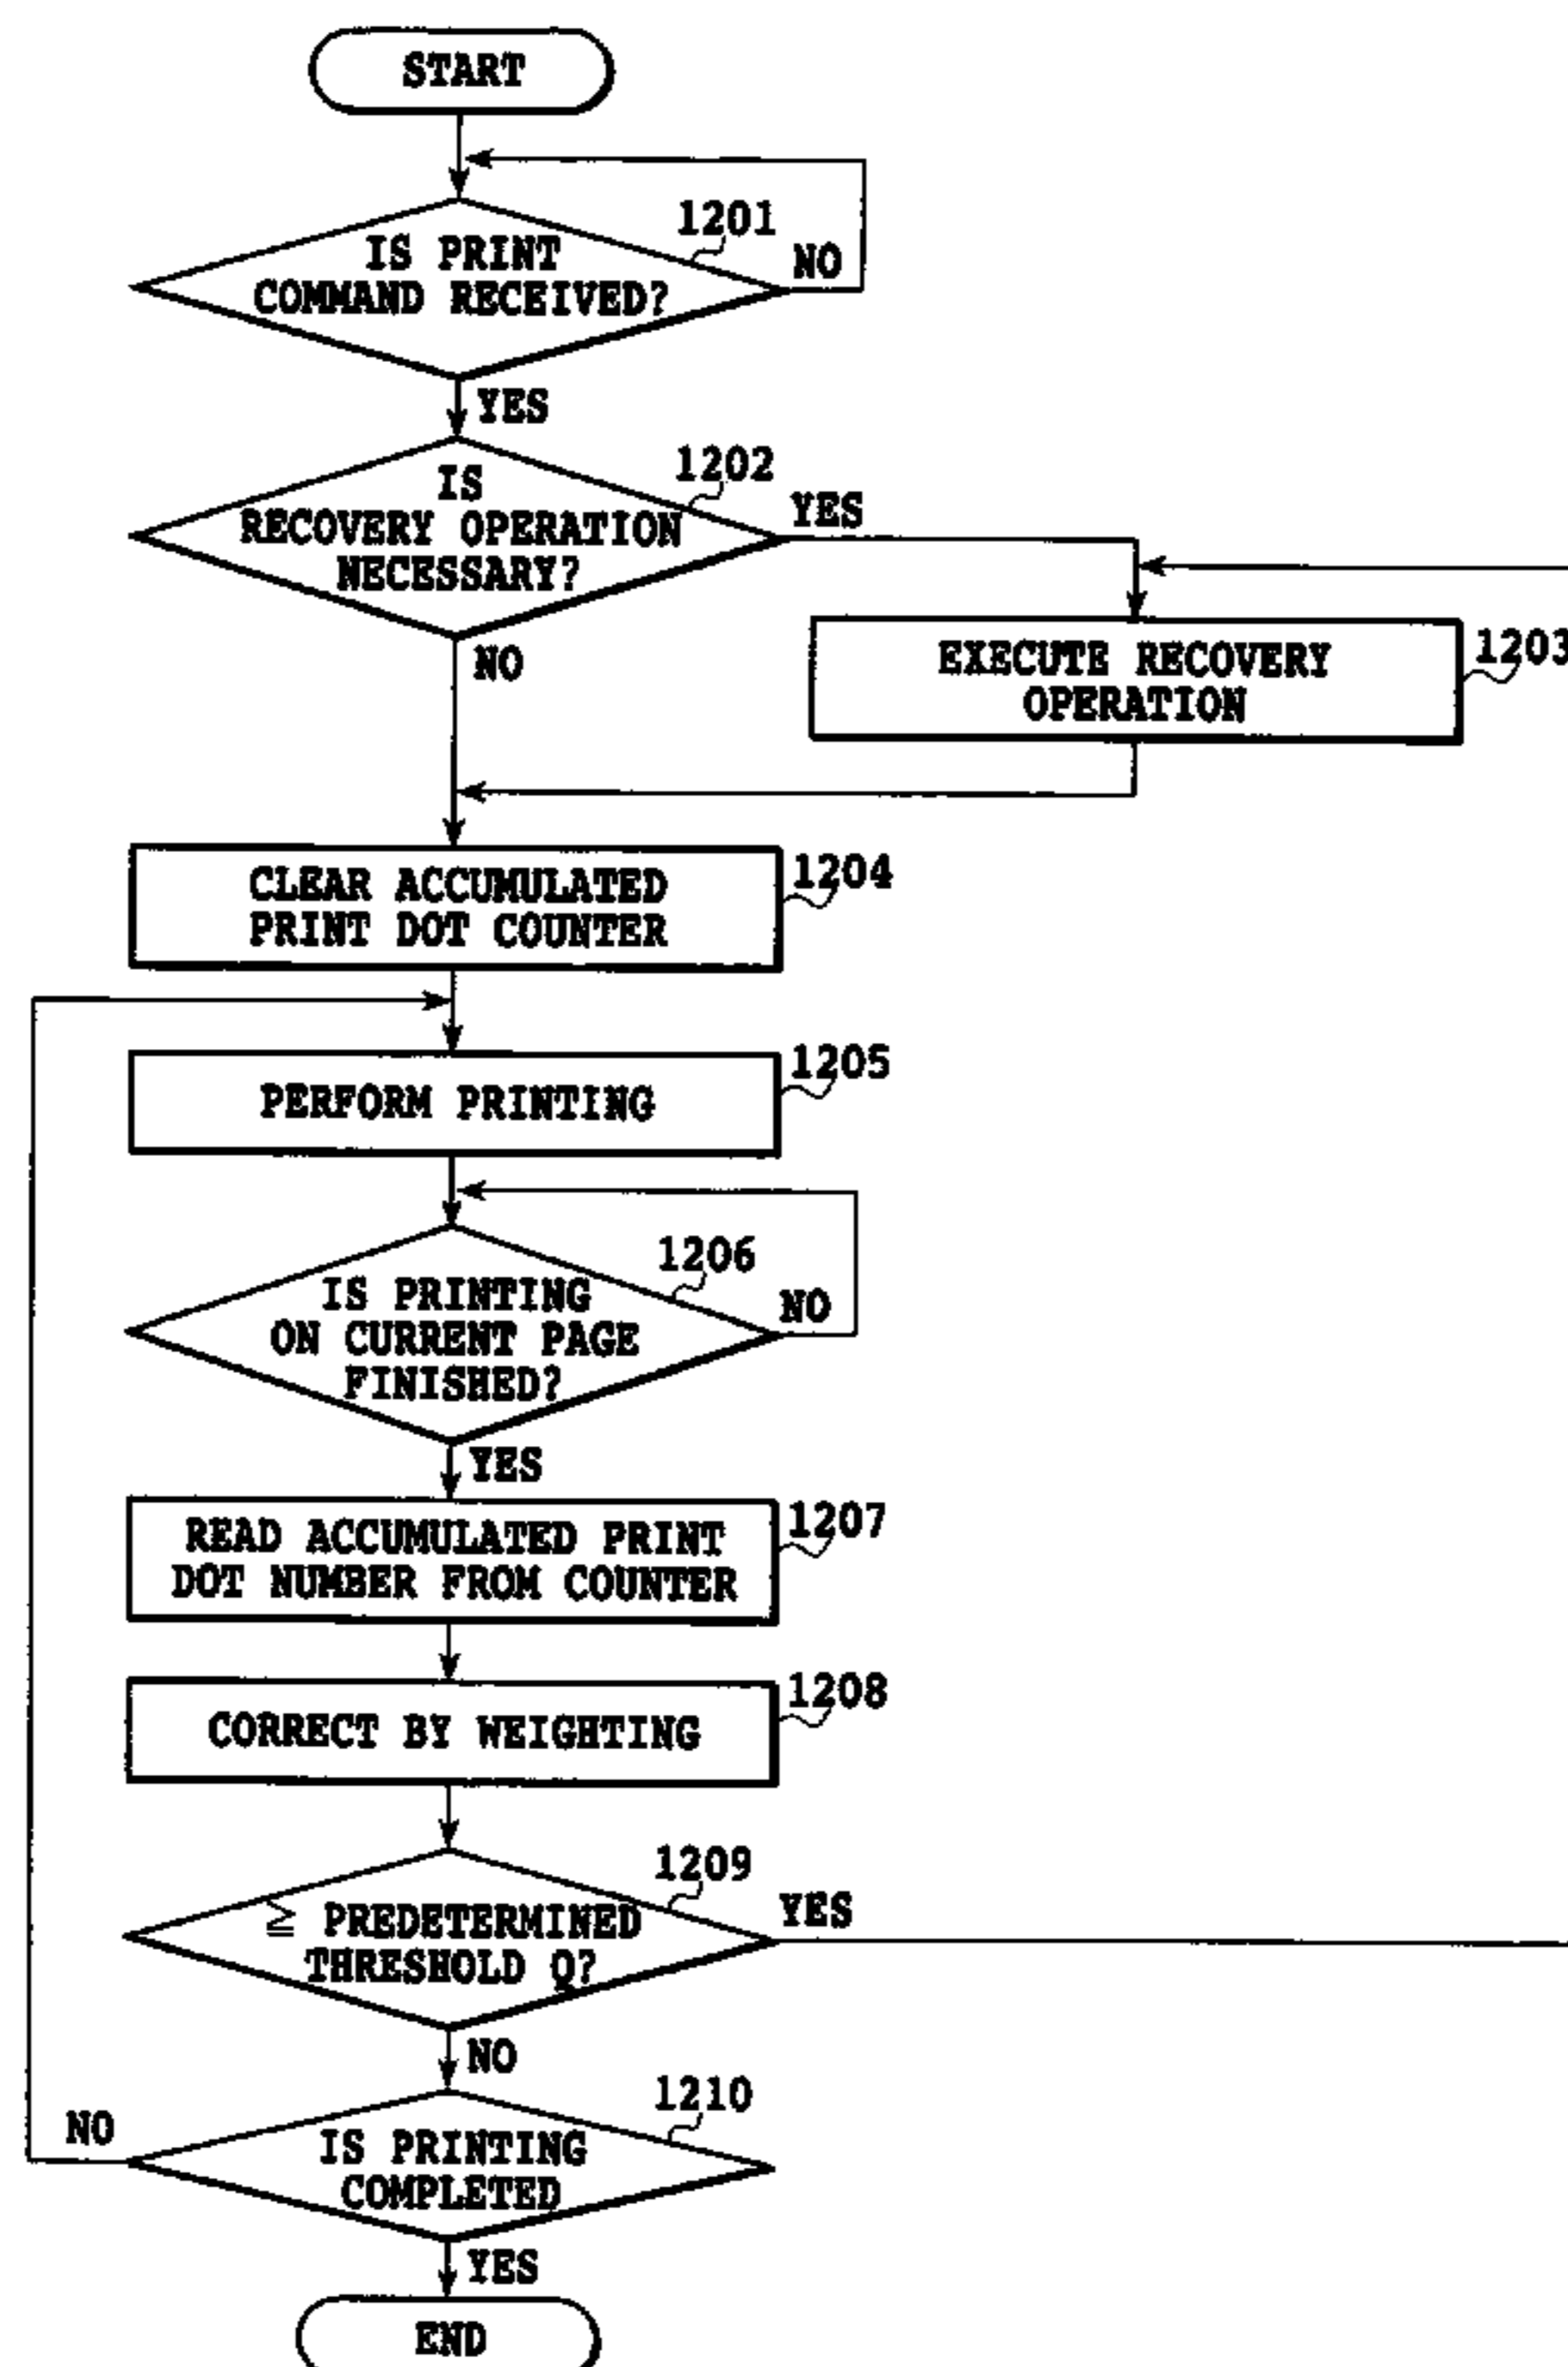 START
1201
IS PRINT
COMMAND RECEIVED?
NO
YES
1202
IS
RECOVERY OPERATION
NECESSARY?
YES
NO
EXECUTE RECOVERY
OPERATION
1203
CLEAR ACCUMULATED
PRINT DOT COUNTER
1204
PERFORM PRINTING
1205
1206
IS PRINTING
ON CURRENT PAGE
FINISHED?
NO
YES
READ ACCUMULATED PRINT
DOT NUMBER FROM COUNTER
1207
CORRECT BY WEIGHTING
1208
1209
≧ PREDETERMINED
THRESHOLD Q?
YES
NO
1210
IS PRINTING
COMPLETED
NO
YES
END